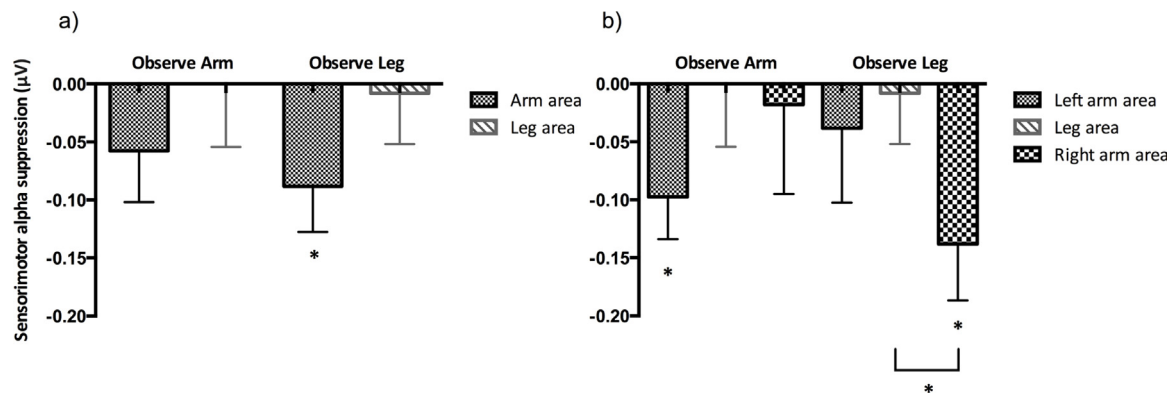 a)
Observe Arm
Observe Leg
Sensorimotor alpha suppression (µV)
0.00
-0.05
-0.10
-0.15
-0.20
*
Arm area
Leg area
b)
Observe Arm
Observe Leg
0.00
-0.05
-0.10
-0.15
-0.20
*
*
*
Left arm area
Leg area
Right arm area